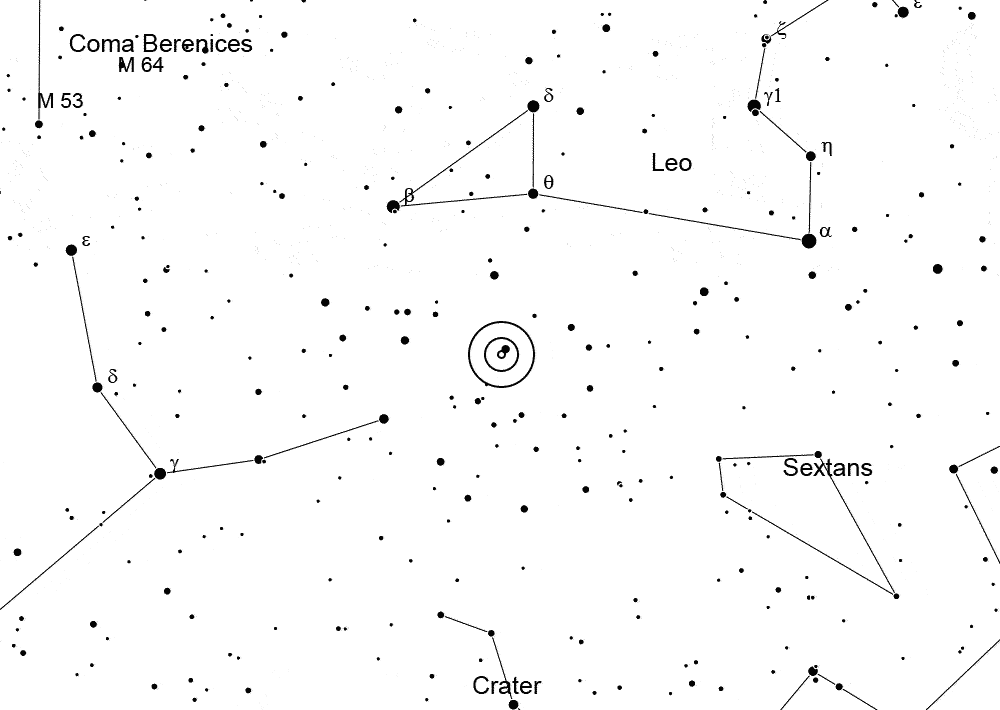 ε
ζ
Coma Berenices
M 64
M 53
δ
γ1
η
Leo
θ
β
α
ε
δ
γ
Sextans
Crater